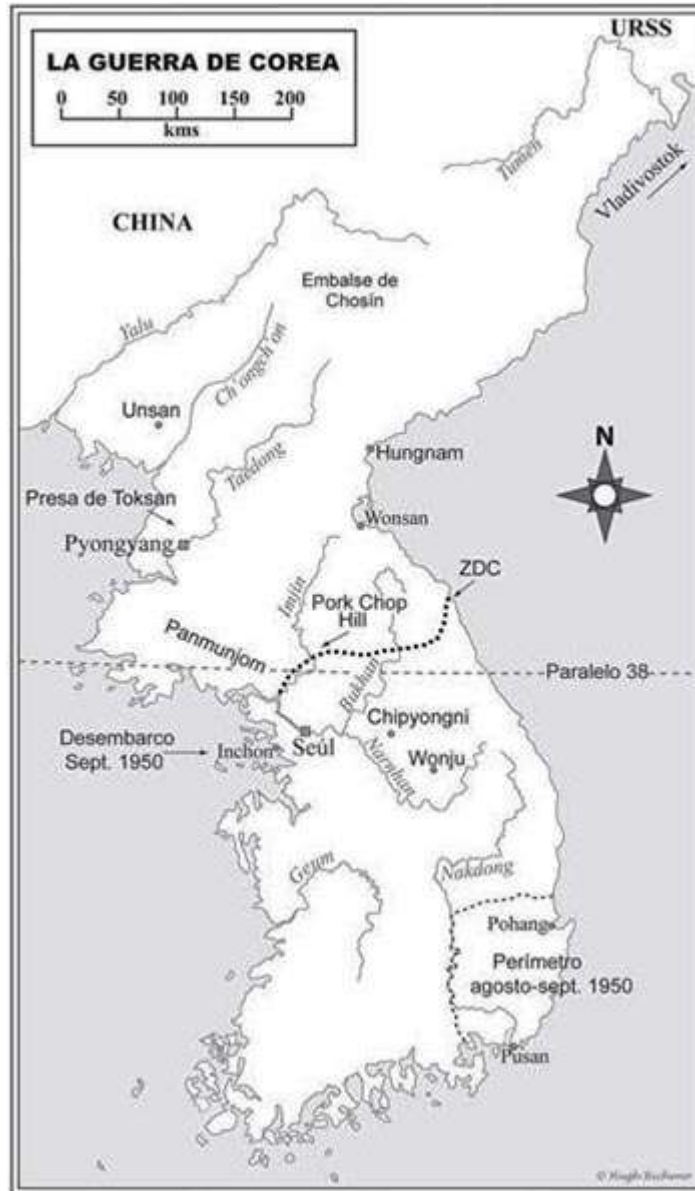 URSS
LA GUERRA DE COREA
0 50 100 150 200
kms
Tumen
Vladivostok
CHINA
Embalse de
Chosín
Yalu
Ch'ongch'on
Unsan
Taedong
Hungnam
N
Presa de Toksan
Wonsan
Pyongyang
ZDC
Imjin
Pork Chop
Hill
Panmunjom
Paralelo 38
Bukhan
Chipyongni
Desembarco
Sept. 1950
Inchon
Seúl
Wonju
Namhan
Geum
Nakdong
Pohang
Perímetro
agosto-sept. 1950
Pusan
©